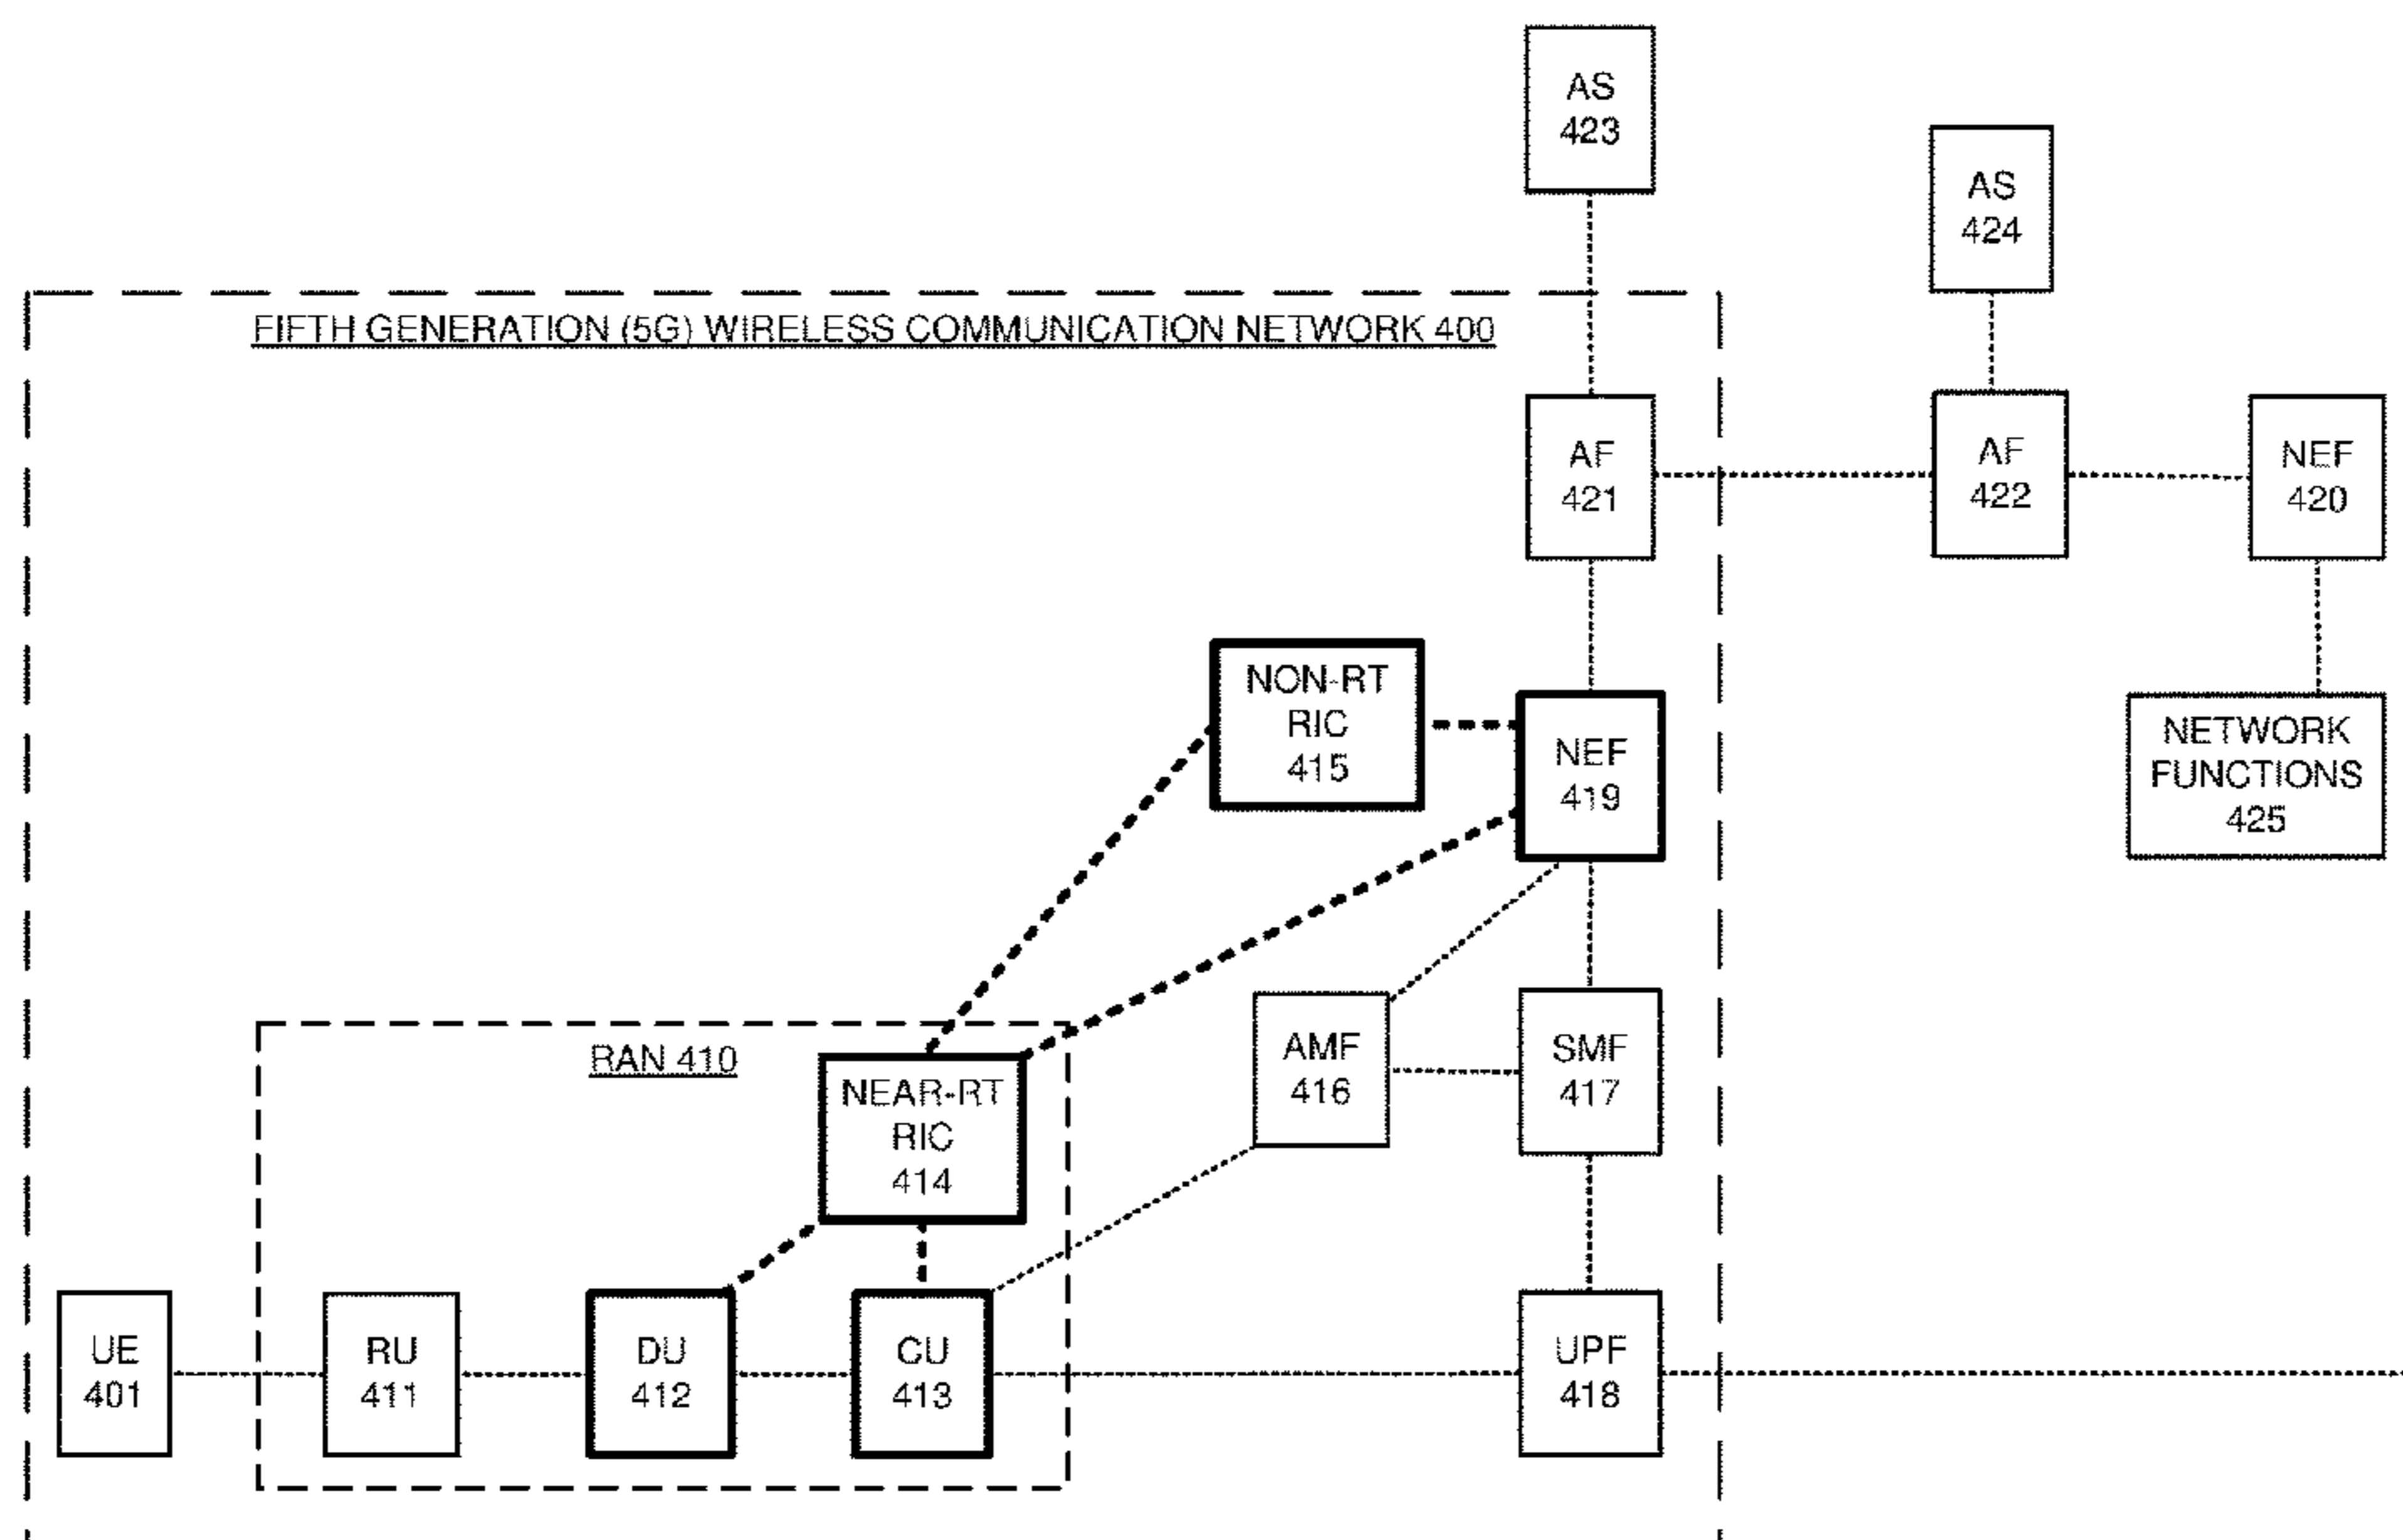 AS
423
AS
424
FIFTH GENERATION (5G) WIRELESS COMMUNICATION NETWORK 400
AF
421
AF
422
NEF
420
NON-RT
RIC
415
NEF
419
NETWORK
FUNCTIONS
425
RAN 410
NEAR-RT
RIC
414
AMF
416
SMF
417
UE
401
RU
411
DU
412
CU
413
UPF
418